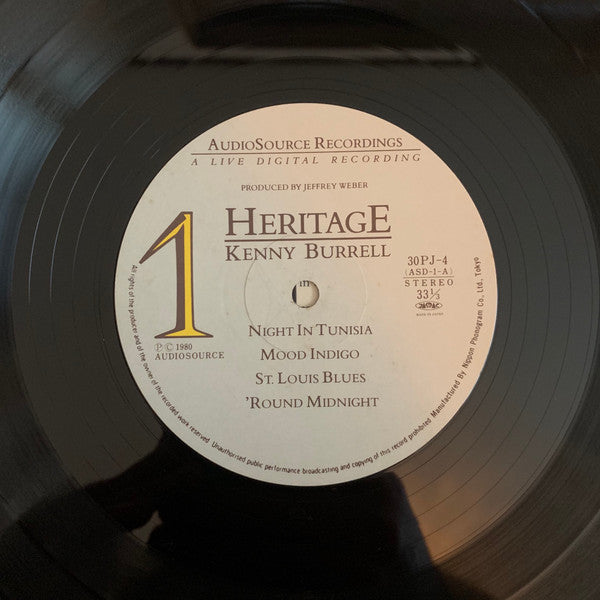 AUDIOSOURCE RECORDINGS
A LIVE DIGITAL RECORDING
PRODUCED BY JEFFREY WEBER
1
HERITAGE
KENNY BURRELL
30PJ-4
(ASD-1-A)
STEREO
33⅓
MADE IN JAPAN
NIGHT IN TUNISIA
MOOD INDIGO
ST. LOUIS BLUES
'ROUND MIDNIGHT
Ⓟ © 1980
AUDIOSOURCE
All rights of the producer and of the owner of the recorded work reserved. Unauthorised public performance broadcasting and copying of this record prohibited Manufactured By Nippon Phonogram Co., Ltd., Tokyo